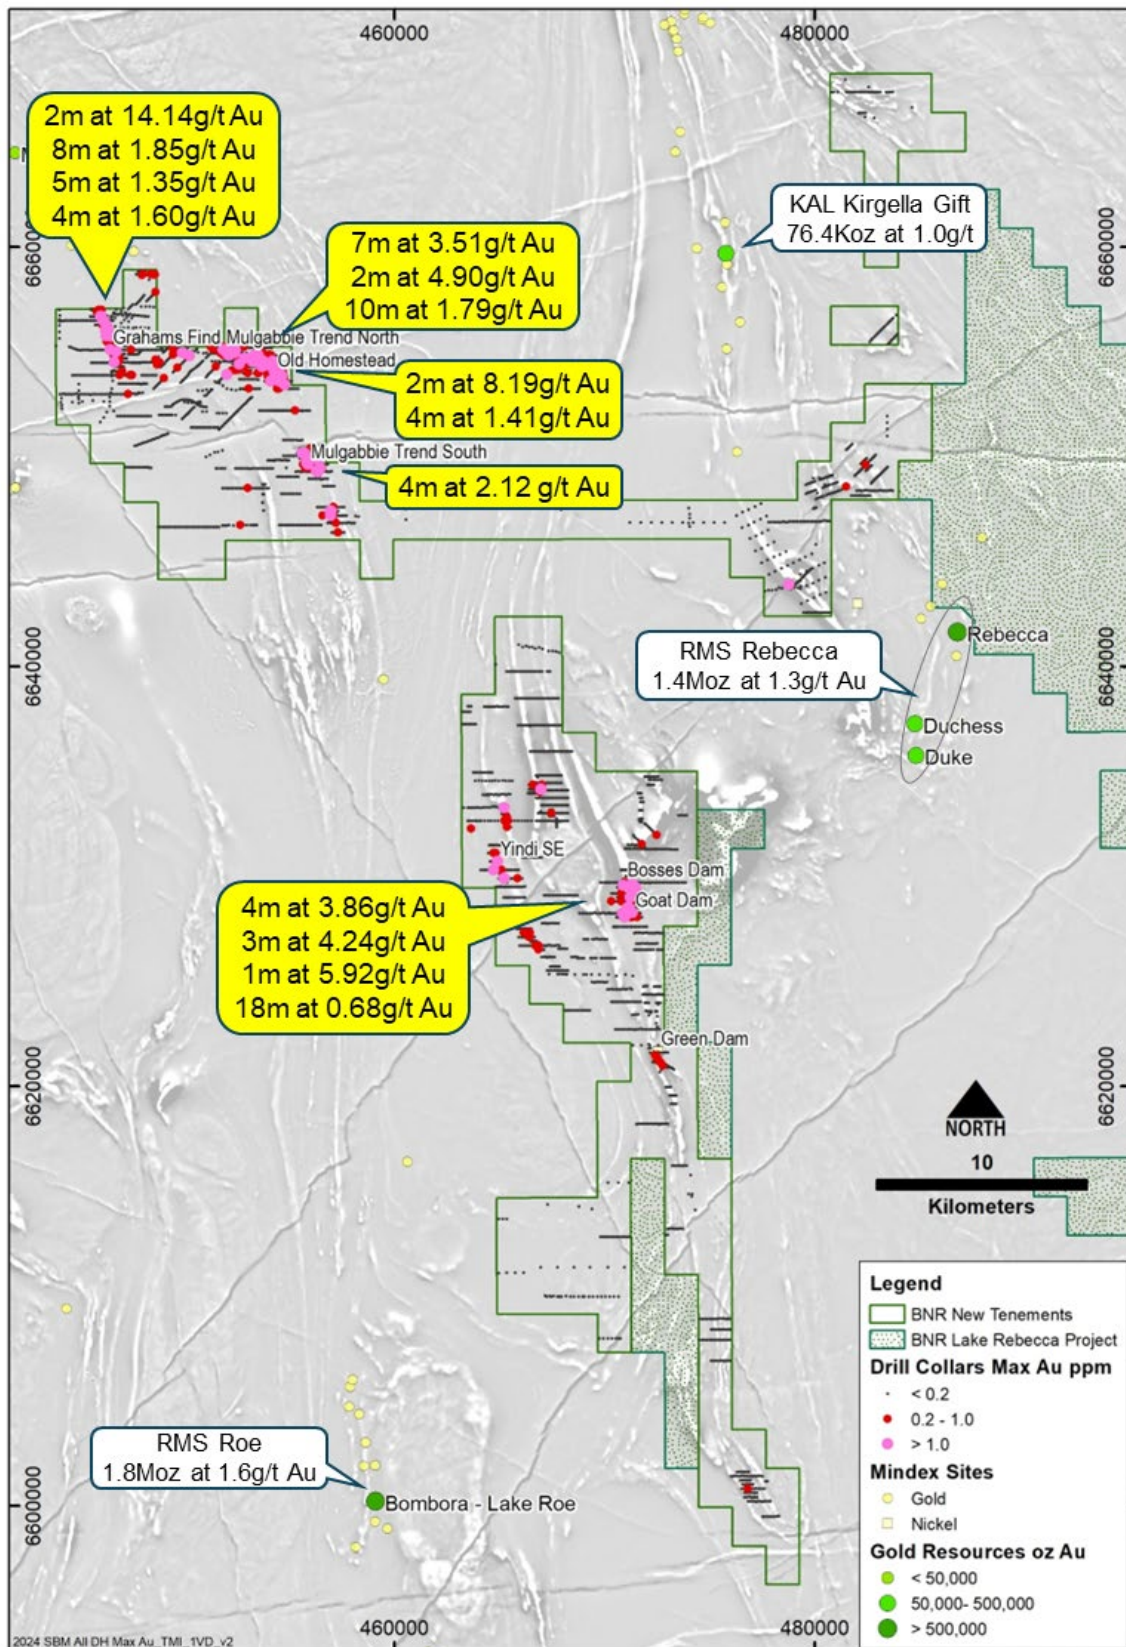 460000
480000
2m at 14.14g/t Au
8m at 1.85g/t Au
5m at 1.35g/t Au
4m at 1.60g/t Au
KAL Kirgella Gift
76.4Koz at 1.0g/t
6660000
6660000
7m at 3.51g/t Au
2m at 4.90g/t Au
10m at 1.79g/t Au
Grahams Find
Mulgabbie Trend North
Old Homestead
2m at 8.19g/t Au
4m at 1.41g/t Au
Mulgabbie Trend South
4m at 2.12 g/t Au
6640000
6640000
Rebecca
RMS Rebecca
1.4Moz at 1.3g/t Au
Duchess
Duke
Yindi SE
Bosses Dam
Goat Dam
4m at 3.86g/t Au
3m at 4.24g/t Au
1m at 5.92g/t Au
18m at 0.68g/t Au
Green Dam
6620000
6620000
NORTH
10
Kilometers
Legend
BNR New Tenements
BNR Lake Rebecca Project
Drill Collars Max Au ppm
< 0.2
0.2 - 1.0
> 1.0
Mindex Sites
Gold
Nickel
Gold Resources oz Au
< 50,000
50,000- 500,000
> 500,000
RMS Roe
1.8Moz at 1.6g/t Au
Bombora - Lake Roe
6600000
460000
480000
2024 SBM All DH Max Au_TMI_1VD_v2